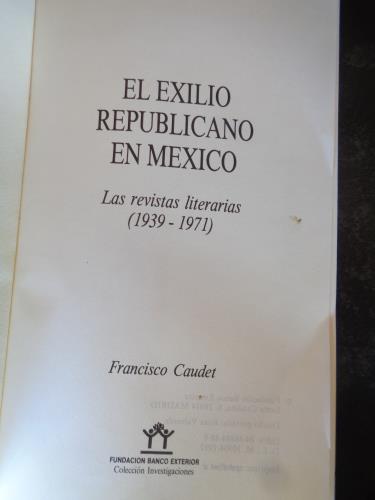 EL EXILIO
REPUBLICANO
EN MEXICO
Las revistas literarias
(1939 - 1971)
Francisco Caudet
FUNDACION BANCO EXTERIOR
Colección Investigaciones